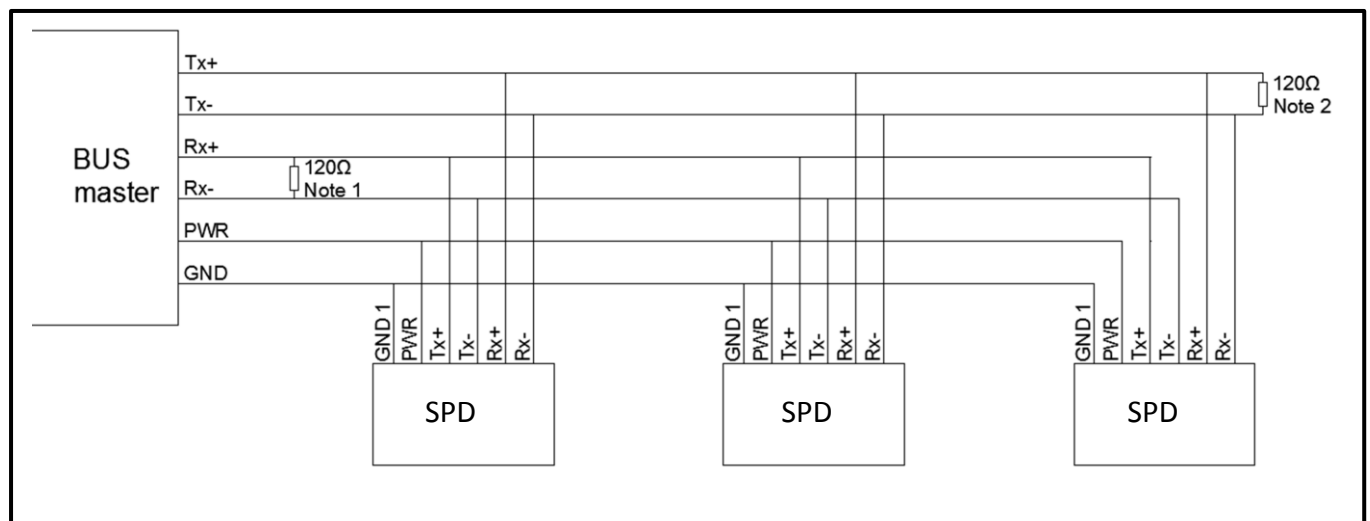 Tx+
Tx-
Rx+
Rx-
PWR
GND
BUS
master
120Ω
Note 1
120Ω
Note 2
GND 1
PWR
Tx+
Tx-
Rx+
Rx-
GND 1
PWR
Tx+
Tx-
Rx+
Rx-
GND 1
PWR
Tx+
Tx-
Rx+
Rx-
SPD
SPD
SPD